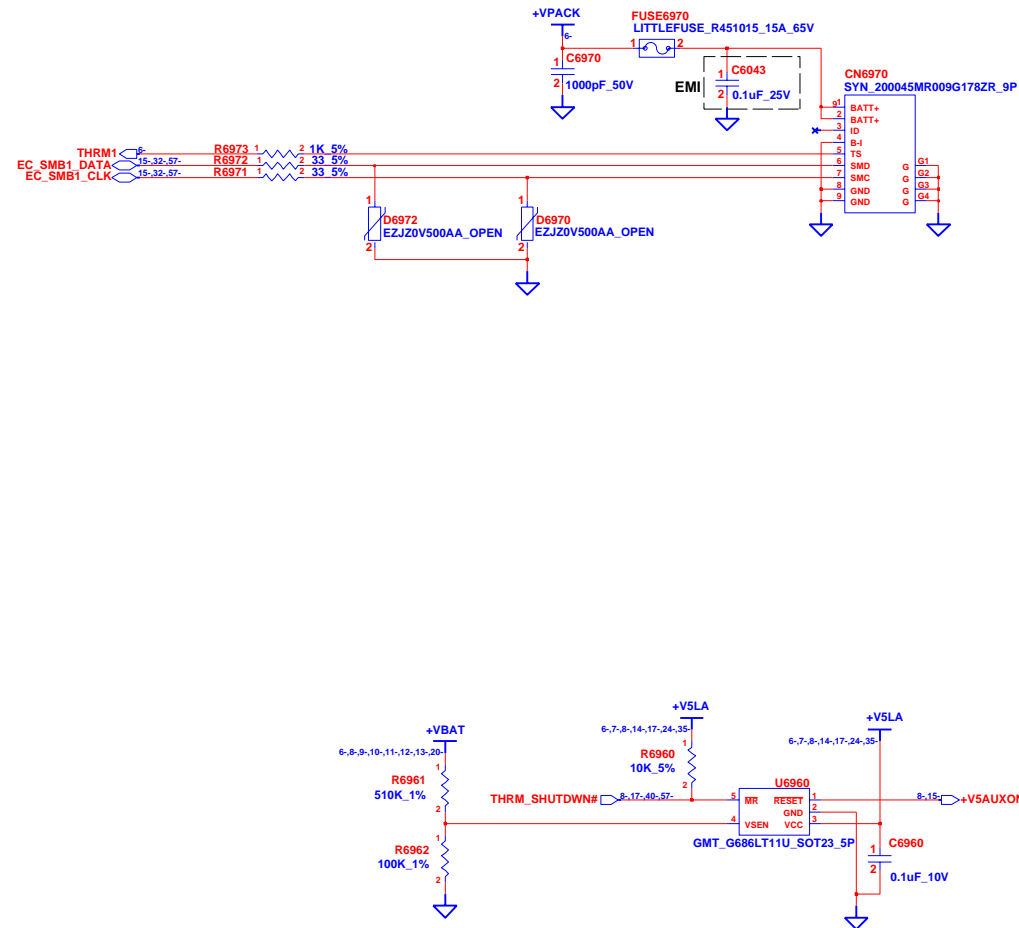 +VPACK
6-
FUSE6970
LITTLEFUSE_R451015_15A_65V
1 2
C6970
1
2
1000pF_50V
EMI
C6043
1
2
0.1uF_25V
CN6970
SYN_200045MR009G178ZR_9P
1 BATT+
2 BATT+
3 ID
4 B-I
5 TS
6 SMD
7 SMC
8 GND
9 GND
G G1
G G2
G G3
G G4
THRM1 6- R6973 1 2 1K_5%
EC_SMB1_DATA 15-,32-,57- R6972 1 2 33_5%
EC_SMB1_CLK 15-,32-,57- R6971 1 2 33_5%
1
D6972
EZJZ0V500AA_OPEN
2
1
D6970
EZJZ0V500AA_OPEN
2
+VBAT
6-,8-,9-,10-,11-,12-,13-,20-
1
R6961
510K_1%
2
1
R6962
100K_1%
2
+V5LA
6-,7-,8-,14-,17-,24-,35-
1
R6960
10K_5%
2
THRM_SHUTDWN# 8-,17-,40-,57-
U6960
5 MR RESET 1
GND 2
4 VSEN VCC 3
GMT_G686LT11U_SOT23_5P
+V5LA
6-,7-,8-,14-,17-,24-,35-
8-,15- +V5AUXON
1
C6960
2
0.1uF_10V